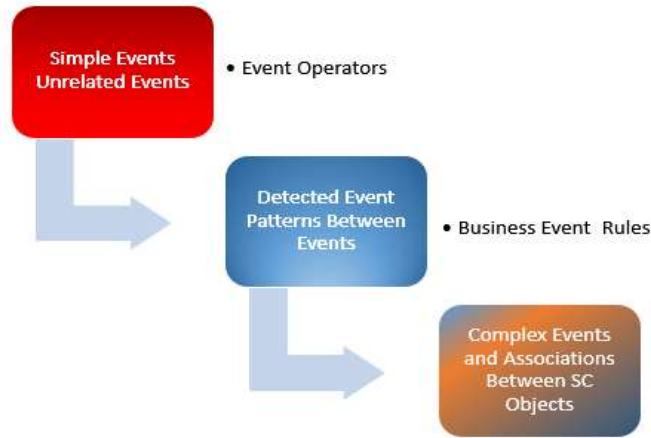 Simple Events
Unrelated Events
• Event Operators
Detected Event
Patterns Between
Events
• Business Event Rules
Complex Events
and Associations
Between SC
Objects